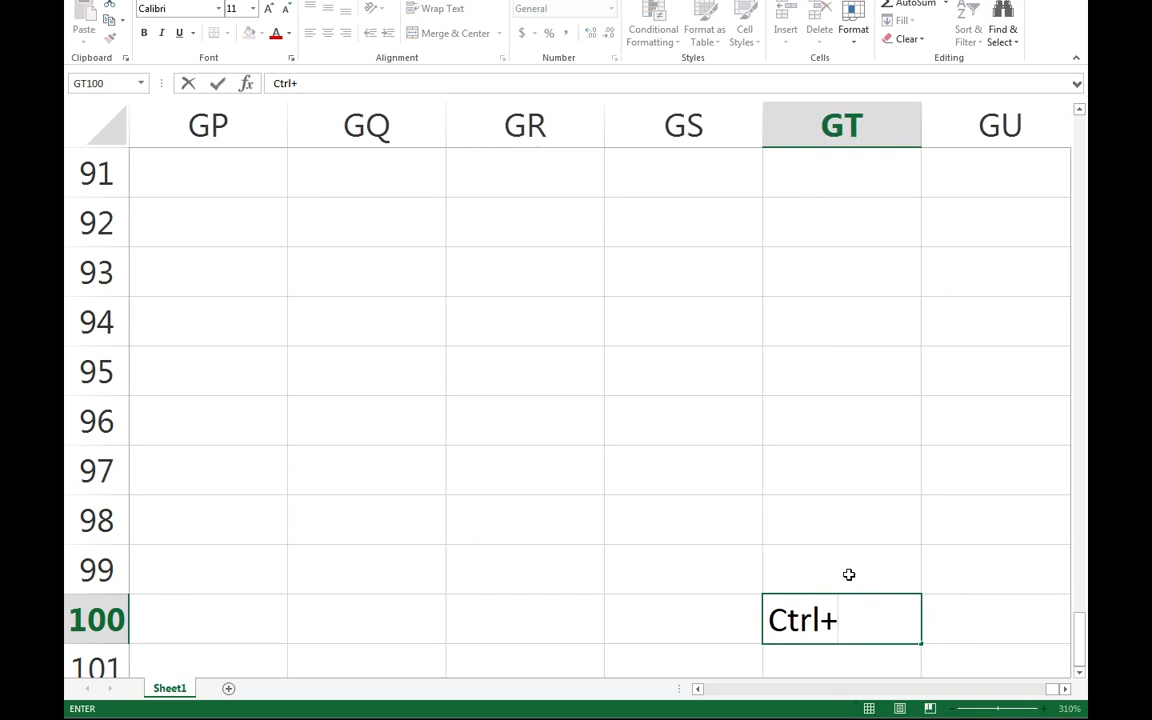 Calibri 11 Wrap Text General AutoSum
Paste B I U A Merge & Center $ % , Conditional Formatting Format as Table Cell Styles Insert Delete Format Fill Clear Sort & Filter Find & Select
Clipboard Font Alignment Number Styles Cells Editing
GT100 fx Ctrl+
GP GQ GR GS GT GU
91
92
93
94
95
96
97
98
99
100 Ctrl+
101
Sheet1
ENTER 310%